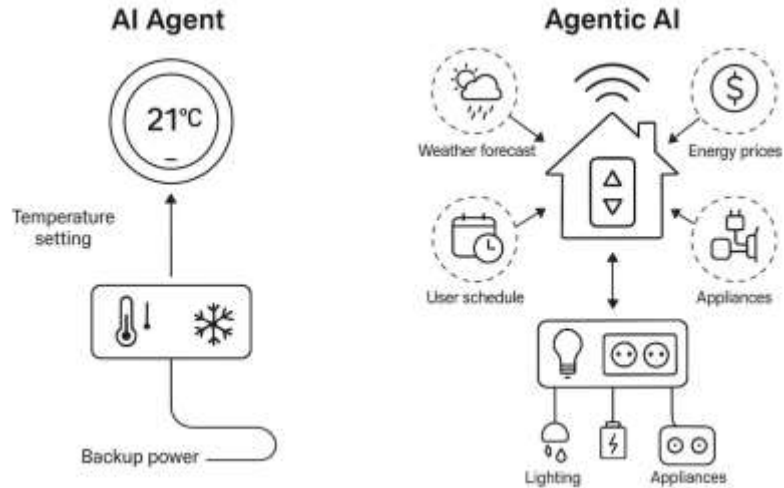 AI Agent
21°C
Temperature
setting
Backup power
Agentic AI
Weather forecast
$
Energy prices
User schedule
Appliances
Lighting
Appliances